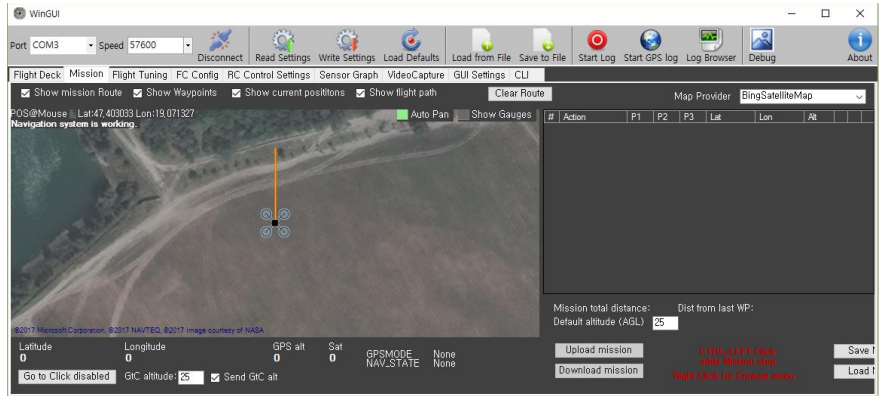 WinGUI
Port COM3 Speed 57600 Disconnect Read Settings Write Settings Load Defaults Load from File Save to File Start Log Start GPS log Log Browser Debug About
Flight Deck Mission Flight Tuning FC Config RC Control Settings Sensor Graph VideoCapture GUI Settings CLI
Show mission Route Show Waypoints Show current posititons Show flight path Clear Route Map Provider BingSatelliteMap
POS@Mouse Lat:47,403033 Lon:19,071327 Auto Pan Show Gauges # Action P1 P2 P3 Lat Lon Alt
Navigation system is working.
Mission total distance: Dist from last WP:
Default altitude (AGL) 25
©2017 Microsoft Corporation, ©2017 NAVTEQ, ©2017 Image courtesy of NASA
Latitude Longitude GPS alt Sat
0 0 0 0
GPSMODE None
NAV_STATE None
Upload mission CTRL-LEFT Click Save
adds Mission step
Go to Click disabled GtC altitude: 25 Send GtC alt Download mission Right Click for Context menu Load